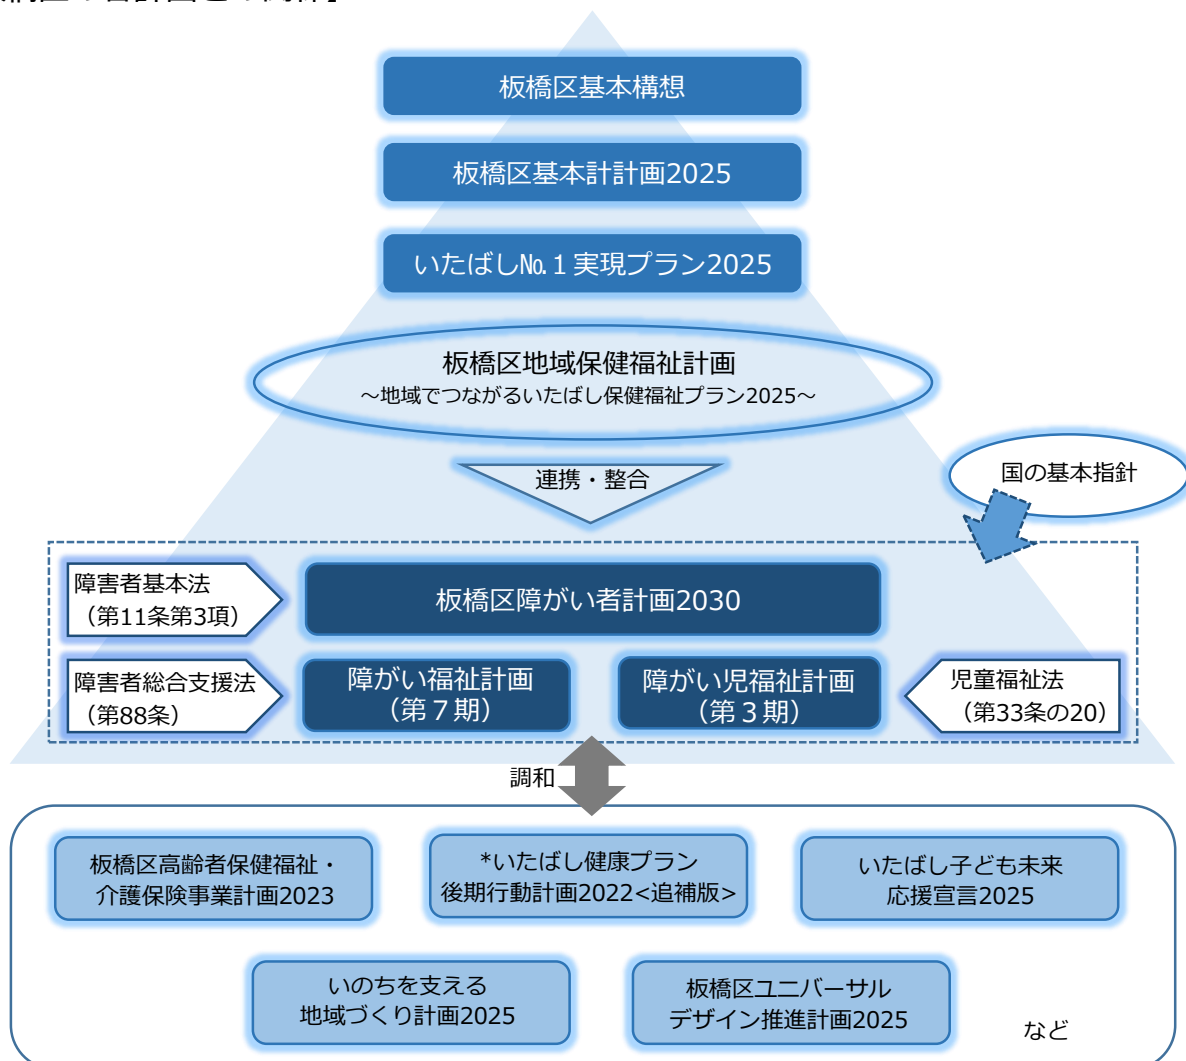 板橋区基本構想
板橋区基本計計画2025
いたばし№１実現プラン2025
板橋区地域保健福祉計画
～地域でつながるいたばし保健福祉プラン2025～
連携・整合
国の基本指針
障害者基本法
（第11条第3項）
板橋区障がい者計画2030
障害者総合支援法
（第88条）
障がい福祉計画
（第７期）
障がい児福祉計画
（第３期）
児童福祉法
（第33条の20）
調和
板橋区高齢者保健福祉・
介護保険事業計画2023
*いたばし健康プラン
後期行動計画2022<追補版>
いたばし子ども未来
応援宣言2025
いのちを支える
地域づくり計画2025
板橋区ユニバーサル
デザイン推進計画2025
など